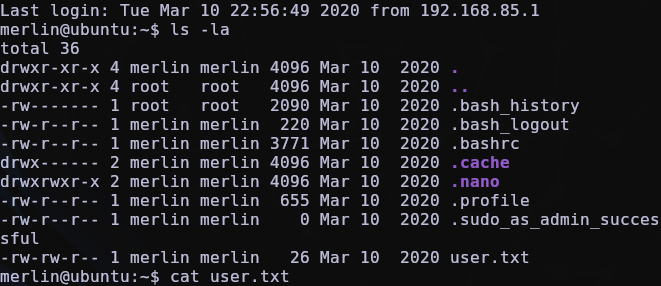 Last login: Tue Mar 10 22:56:49 2020 from 192.168.85.1
merlin@ubuntu:~$ ls -la
total 36
drwxr-xr-x 4 merlin merlin 4096 Mar 10  2020 .
drwxr-xr-x 4 root   root   4096 Mar 10  2020 ..
-rw------- 1 root   root   2090 Mar 10  2020 .bash_history
-rw-r--r-- 1 merlin merlin  220 Mar 10  2020 .bash_logout
-rw-r--r-- 1 merlin merlin 3771 Mar 10  2020 .bashrc
drwx------ 2 merlin merlin 4096 Mar 10  2020 .cache
drwxrwxr-x 2 merlin merlin 4096 Mar 10  2020 .nano
-rw-r--r-- 1 merlin merlin  655 Mar 10  2020 .profile
-rw-r--r-- 1 merlin merlin    0 Mar 10  2020 .sudo_as_admin_succes
sful
-rw-rw-r-- 1 merlin merlin   26 Mar 10  2020 user.txt
merlin@ubuntu:~$ cat user.txt